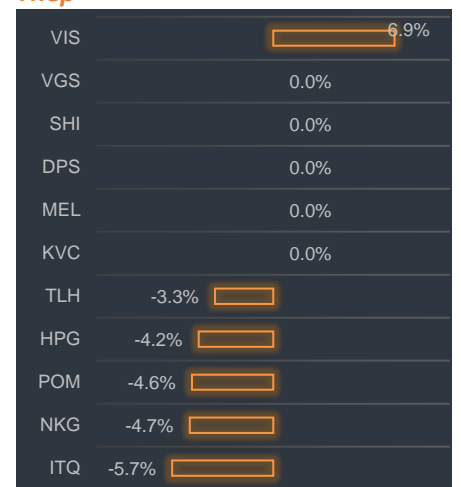 VIS 6.9%
VGS 0.0%
SHI 0.0%
DPS 0.0%
MEL 0.0%
KVC 0.0%
TLH -3.3%
HPG -4.2%
POM -4.6%
NKG -4.7%
ITQ -5.7%